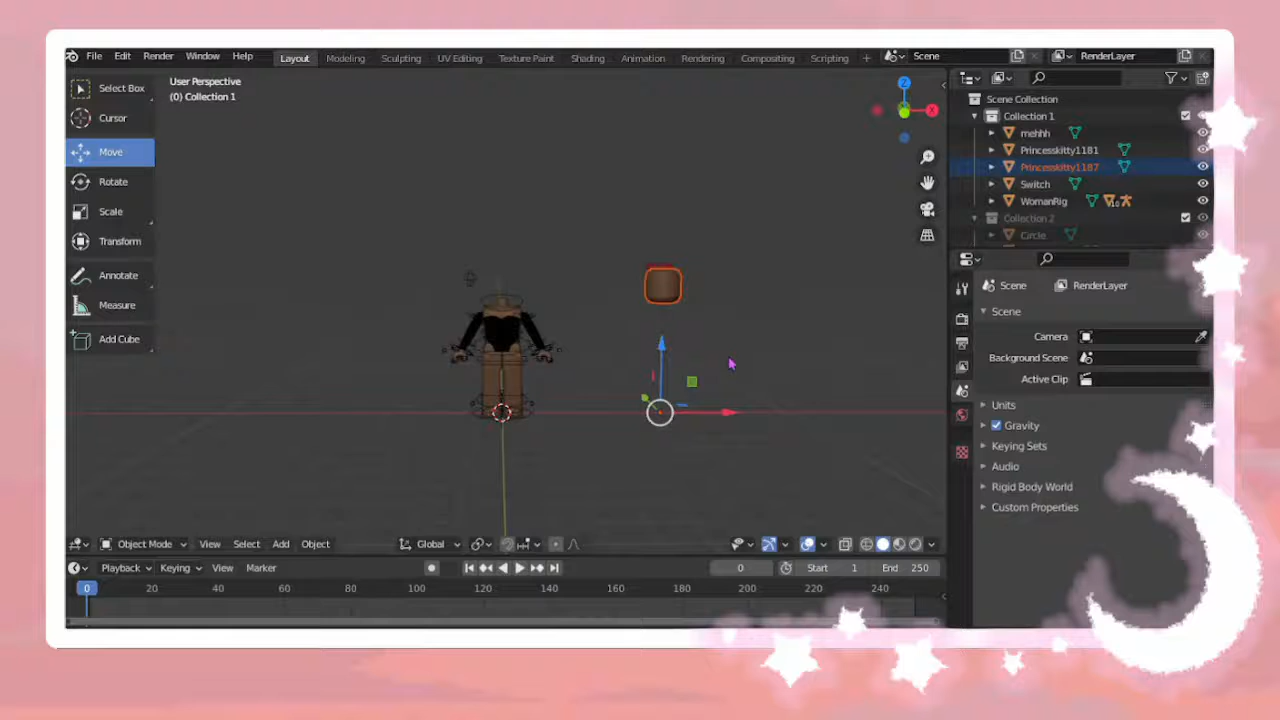 File Edit Render Window Help Layout Modeling Sculpting UV Editing Texture Paint Shading Animation Rendering Compositing Scripting + Scene RenderLayer
User Perspective
(0) Collection 1
Select Box
Cursor
Move
Rotate
Scale
Transform
Annotate
Measure
Add Cube
Z
X
Scene Collection
Collection 1
mehhh
Princesskitty1181
Princesskitty1187
Switch
WomanRig
10
Collection 2
Circle
Scene RenderLayer
Scene
Camera
Background Scene
Active Clip
Units
Gravity
Keying Sets
Audio
Rigid Body World
Custom Properties
Object Mode View Select Add Object Global
Playback Keying View Marker 0 Start 1 End 250
0 20 40 60 80 100 120 140 160 180 200 220 240